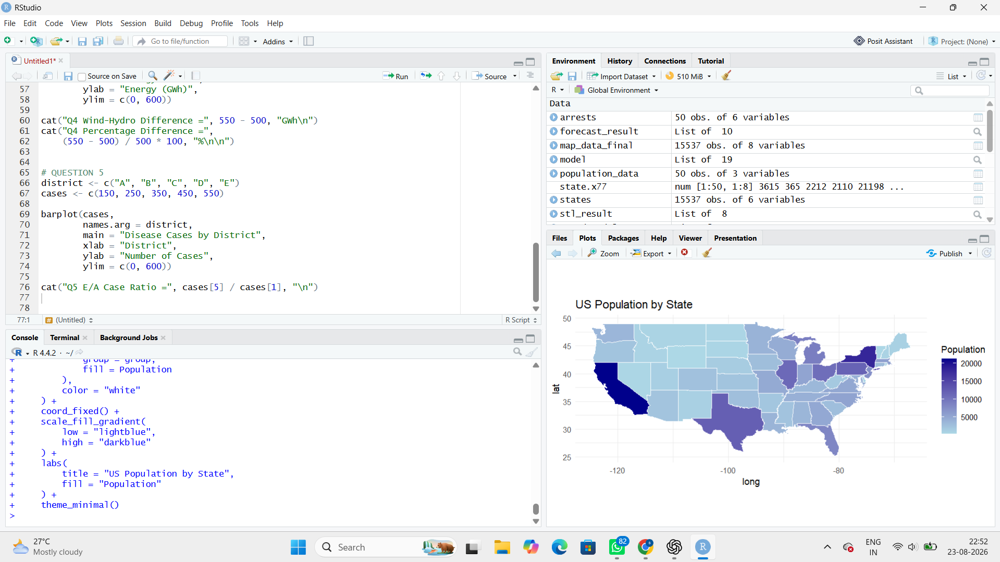 RStudio
File Edit Code View Plots Session Build Debug Profile Tools Help
Go to file/function Addins Posit Assistant Project: (None)
Untitled1*
Source on Save Run Source
57 ylab = "Energy (GWh)",
58 ylim = c(0, 600))
59
60 cat("Q4 Wind-Hydro Difference =", 550 - 500, "GWh\n")
61 cat("Q4 Percentage Difference =",
62 (550 - 500) / 500 * 100, "%\n\n")
63
64
65 # QUESTION 5
66 district <- c("A", "B", "C", "D", "E")
67 cases <- c(150, 250, 350, 450, 550)
68
69 barplot(cases,
70 names.arg = district,
71 main = "Disease Cases by District",
72 xlab = "District",
73 ylab = "Number of Cases",
74 ylim = c(0, 600))
75
76 cat("Q5 E/A Case Ratio =", cases[5] / cases[1], "\n")
77
78
77:1 # (Untitled) R Script
Console Terminal Background Jobs
R R 4.4.2 · ~/
+ group = group,
+ fill = Population
+ ),
+ color = "white"
+ ) +
+ coord_fixed() +
+ scale_fill_gradient(
+ low = "lightblue",
+ high = "darkblue"
+ ) +
+ labs(
+ title = "US Population by State",
+ fill = "Population"
+ ) +
+ theme_minimal()
>
Environment History Connections Tutorial
Import Dataset 510 MiB List
R Global Environment
Data
arrests 50 obs. of 6 variables
forecast_result List of 10
map_data_final 15537 obs. of 8 variables
model List of 19
population_data 50 obs. of 3 variables
state.x77 num [1:50, 1:8] 3615 365 2212 2110 21198 ...
states 15537 obs. of 6 variables
stl_result List of 8
Files Plots Packages Help Viewer Presentation
Zoom Export Publish
US Population by State
50
45
40
35
30
25
lat
-120 -100 -80
long
Population
20000
15000
10000
5000
27°C
Mostly cloudy
Search
82
ENG
IN
22:52
23-08-2026